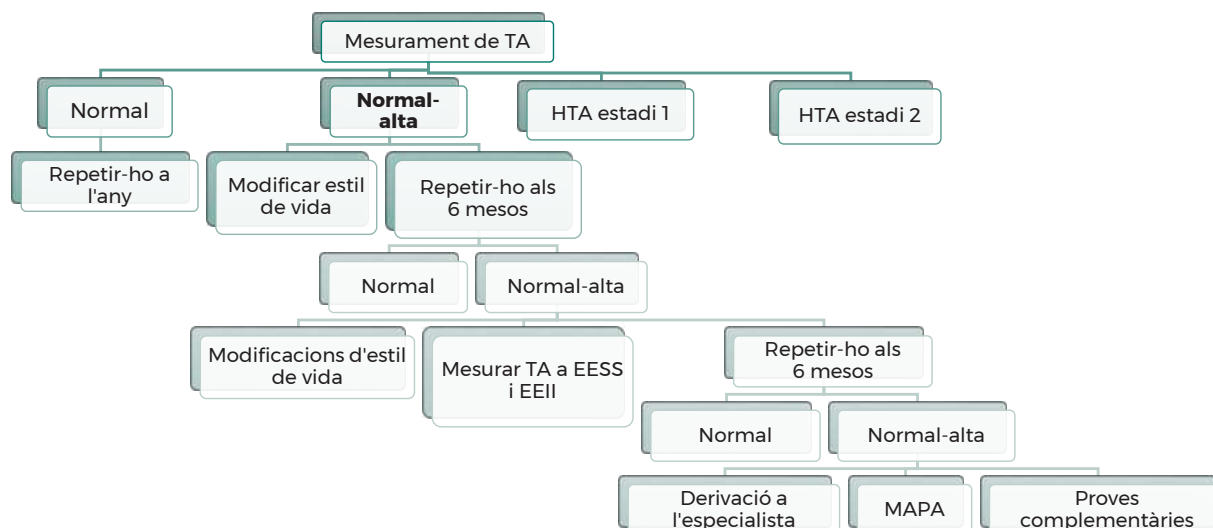 Mesurament de TA
Normal
Normal-
alta
HTA estadi 1
HTA estadi 2
Repetir-ho a
l'any
Modificar estil
de vida
Repetir-ho als
6 mesos
Normal
Normal-alta
Modificacions d'estil
de vida
Mesurar TA a EESS
i EEII
Repetir-ho als
6 mesos
Normal
Normal-alta
Derivació a
l'especialista
MAPA
Proves
complementàries